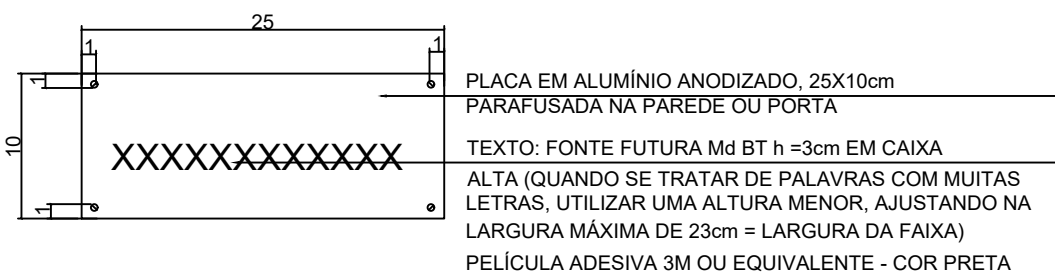 25
1
1
1
PLACA EM ALUMÍNIO ANODIZADO, 25X10cm
PARAFUSADA NA PAREDE OU PORTA
10
XXXXXXXXXXXX
TEXTO: FONTE FUTURA Md BT h =3cm EM CAIXA
ALTA (QUANDO SE TRATAR DE PALAVRAS COM MUITAS
LETRAS, UTILIZAR UMA ALTURA MENOR, AJUSTANDO NA
1
LARGURA MÁXIMA DE 23cm = LARGURA DA FAIXA)
PELÍCULA ADESIVA 3M OU EQUIVALENTE - COR PRETA